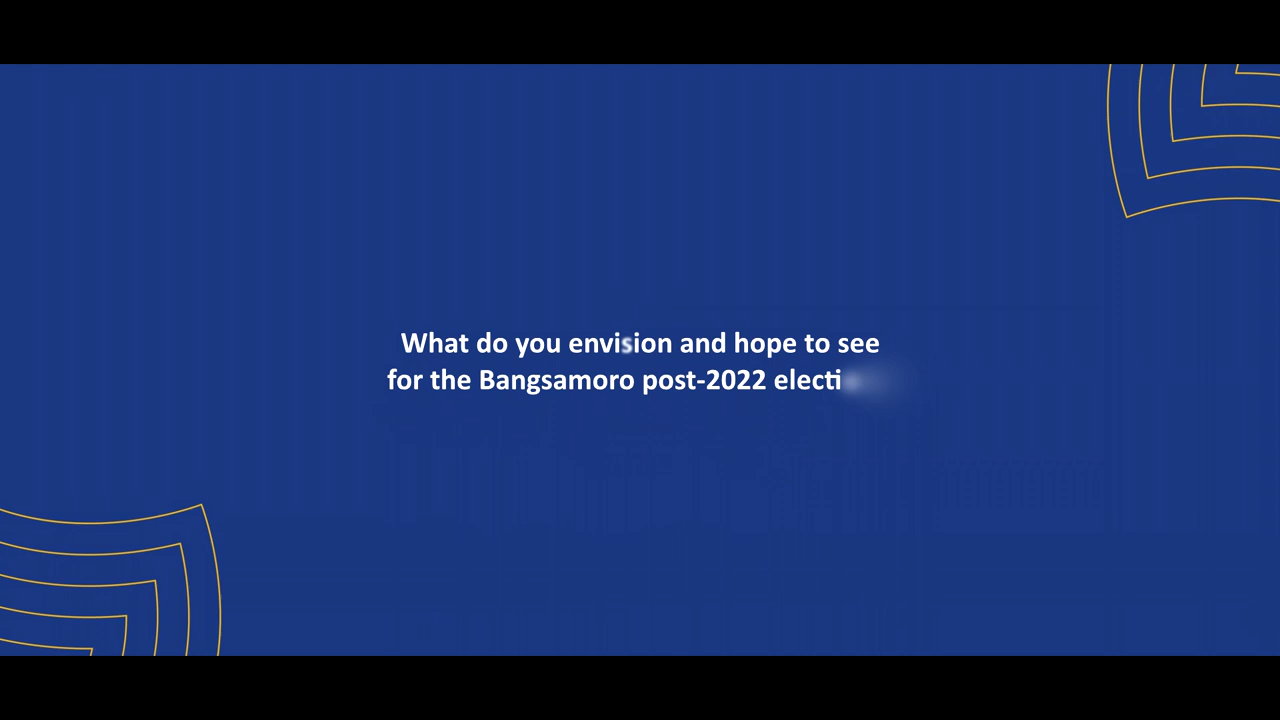 What do you envision and hope to see
for the Bangsamoro post-2022